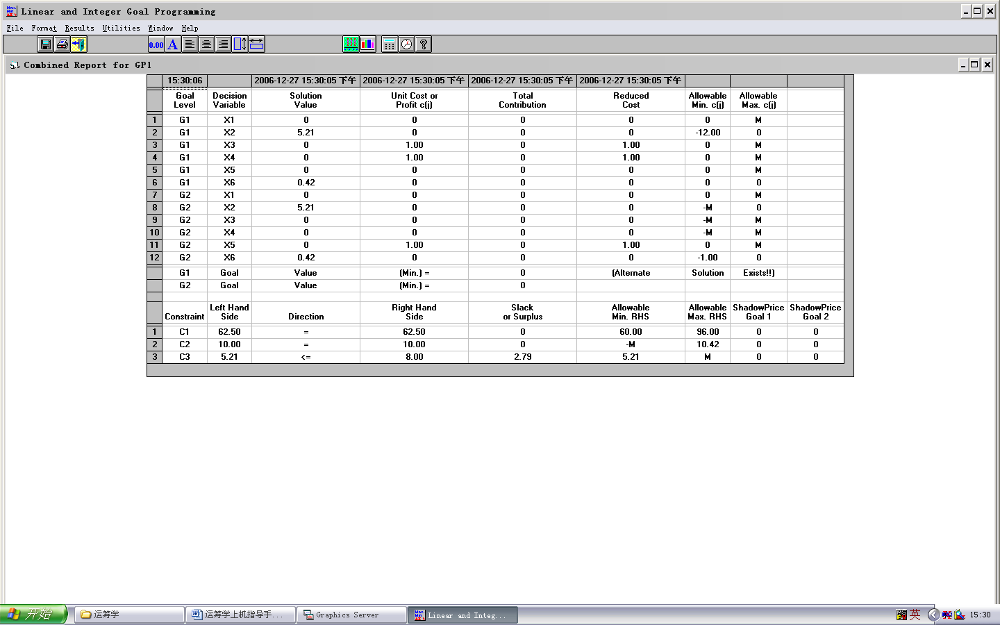 Linear and Integer Goal Programming
File Format Results Utilities Window Help
0.00 A
Combined Report for GP1
15:30:06 2006-12-27 15:30:05 下午 2006-12-27 15:30:05 下午 2006-12-27 15:30:05 下午 2006-12-27 15:30:05 下午
Goal Decision Solution Unit Cost or Total Reduced Allowable Allowable
Level Variable Value Profit c(j) Contribution Cost Min. c(j) Max. c(j)
1 G1 X1 0 0 0 0 0 M
2 G1 X2 5.21 0 0 0 -12.00 0
3 G1 X3 0 1.00 0 1.00 0 M
4 G1 X4 0 1.00 0 1.00 0 M
5 G1 X5 0 0 0 0 0 M
6 G1 X6 0.42 0 0 0 0 0
7 G2 X1 0 0 0 0 0 M
8 G2 X2 5.21 0 0 0 -M 0
9 G2 X3 0 0 0 0 -M M
10 G2 X4 0 0 0 0 -M M
11 G2 X5 0 1.00 0 1.00 0 M
12 G2 X6 0.42 0 0 0 -1.00 0
G1 Goal Value (Min.) = 0 (Alternate Solution Exists!!)
G2 Goal Value (Min.) = 0
Left Hand Right Hand Slack Allowable Allowable ShadowPrice ShadowPrice
Constraint Side Direction Side or Surplus Min. RHS Max. RHS Goal 1 Goal 2
1 C1 62.50 = 62.50 0 60.00 96.00 0 0
2 C2 10.00 = 10.00 0 -M 10.42 0 0
3 C3 5.21 <= 8.00 2.79 5.21 M 0 0
开始 运筹学 运筹学上机指导手... Graphics Server Linear and Integ... 英 15:30